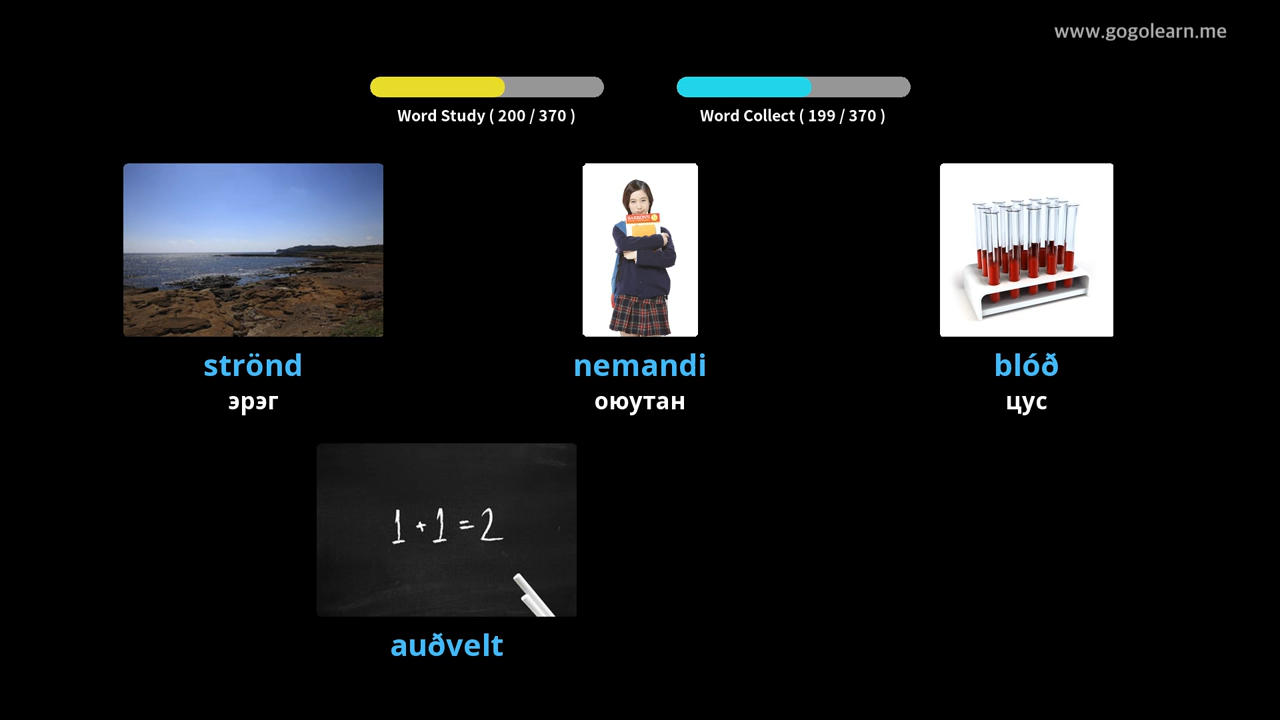 www.gogolearn.me
Word Study ( 200 / 370 )
Word Collect ( 199 / 370 )
BARRON'S
strönd
nemandi
blóð
эрэг
оюутан
цус
1 + 1 = 2
auðvelt